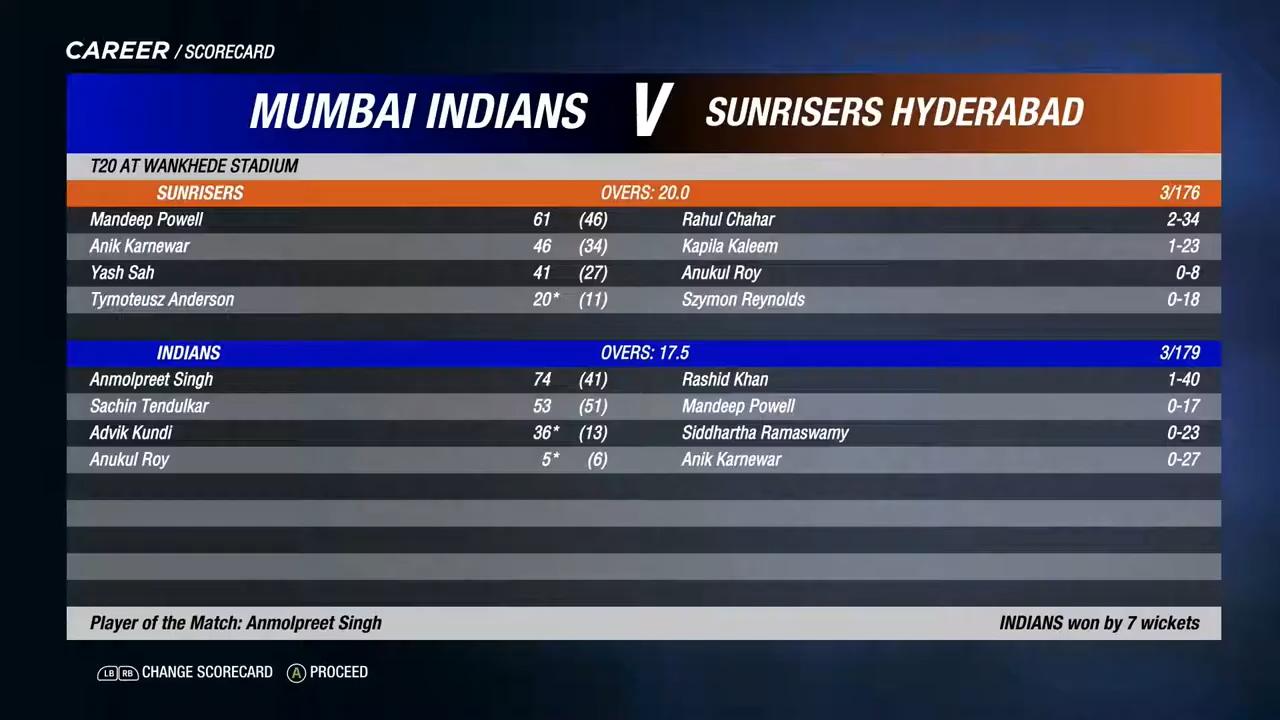 CAREER / SCORECARD
MUMBAI INDIANS V SUNRISERS HYDERABAD
T20 AT WANKHEDE STADIUM
SUNRISERS OVERS: 20.0 3/176
Mandeep Powell 61 (46) Rahul Chahar 2-34
Anik Karnewar 46 (34) Kapila Kaleem 1-23
Yash Sah 41 (27) Anukul Roy 0-8
Tymoteusz Anderson 20* (11) Szymon Reynolds 0-18
INDIANS OVERS: 17.5 3/179
Anmolpreet Singh 74 (41) Rashid Khan 1-40
Sachin Tendulkar 53 (51) Mandeep Powell 0-17
Advik Kundi 36* (13) Siddhartha Ramaswamy 0-23
Anukul Roy 5* (6) Anik Karnewar 0-27
Player of the Match: Anmolpreet Singh INDIANS won by 7 wickets
LB RB CHANGE SCORECARD A PROCEED